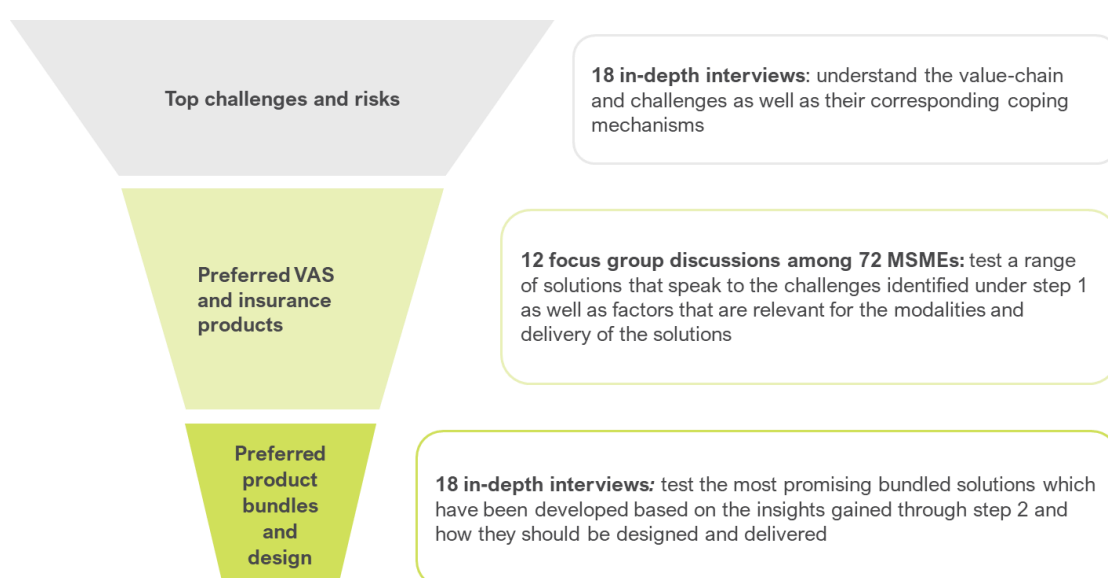 Top challenges and risks
18 in-depth interviews: understand the value-chain
and challenges as well as their corresponding coping
mechanisms
Preferred VAS
and insurance
products
12 focus group discussions among 72 MSMEs: test a range
of solutions that speak to the challenges identified under step 1
as well as factors that are relevant for the modalities and
delivery of the solutions
Preferred
product
bundles
and
design
18 in-depth interviews: test the most promising bundled solutions which
have been developed based on the insights gained through step 2 and
how they should be designed and delivered